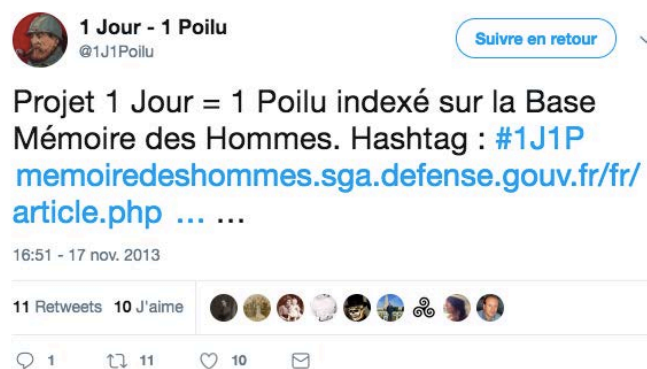 1 Jour - 1 Poilu
@1J1Poilu
Suivre en retour
Projet 1 Jour = 1 Poilu indexé sur la Base
Mémoire des Hommes. Hashtag : #1J1P
memoiredeshommes.sga.defense.gouv.fr/fr/
article.php ... ...
16:51 - 17 nov. 2013
11 Retweets 10 J'aime
1 11 10